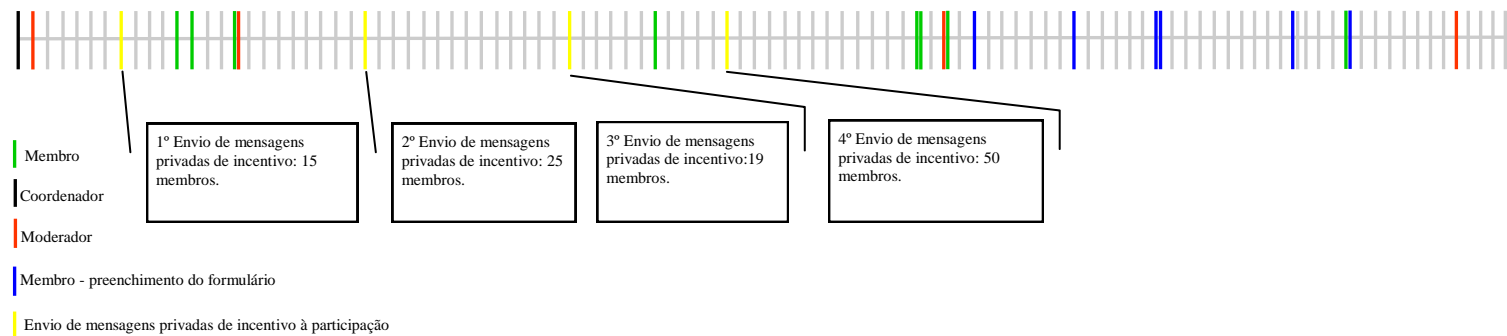 1º Envio de mensagens
privadas de incentivo: 15
membros.
2º Envio de mensagens
privadas de incentivo: 25
membros.
3º Envio de mensagens
privadas de incentivo:19
membros.
4º Envio de mensagens
privadas de incentivo: 50
membros.
Membro
Coordenador
Moderador
Membro - preenchimento do formulário
Envio de mensagens privadas de incentivo à participação